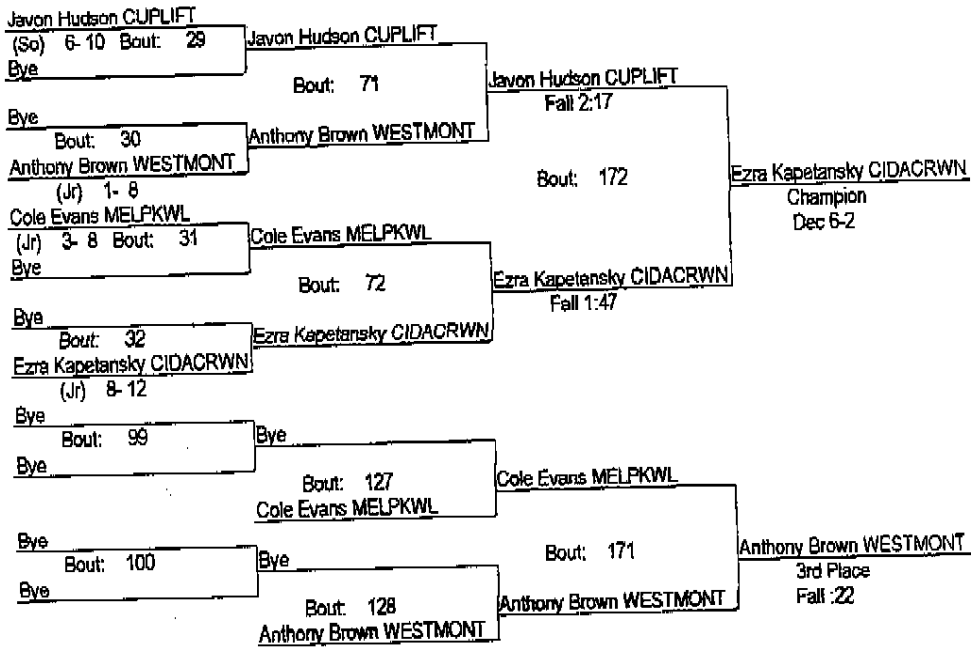 Javon Hudson CUPLIFT
(So) 6- 10 Bout: 29
Bye
Javon Hudson CUPLIFT
Bout: 71
Bye
Bout: 30
Anthony Brown WESTMONT
(Jr) 1- 8
Anthony Brown WESTMONT
Javon Hudson CUPLIFT
Fall 2:17
Bout: 172
Cole Evans MELPKWL
(Jr) 3- 8 Bout: 31
Bye
Cole Evans MELPKWL
Bout: 72
Bye
Bout: 32
Ezra Kapetansky CIDACRWN
(Jr) 8- 12
Ezra Kapetansky CIDACRWN
Ezra Kapetansky CIDACRWN
Fall 1:47
Ezra Kapetansky CIDACRWN
Champion
Dec 6-2
Bye
Bout: 99
Bye
Bye
Bout: 127
Cole Evans MELPKWL
Cole Evans MELPKWL
Bout: 171
Bye
Bout: 100
Bye
Bye
Bout: 128
Anthony Brown WESTMONT
Anthony Brown WESTMONT
Anthony Brown WESTMONT
3rd Place
Fall :22